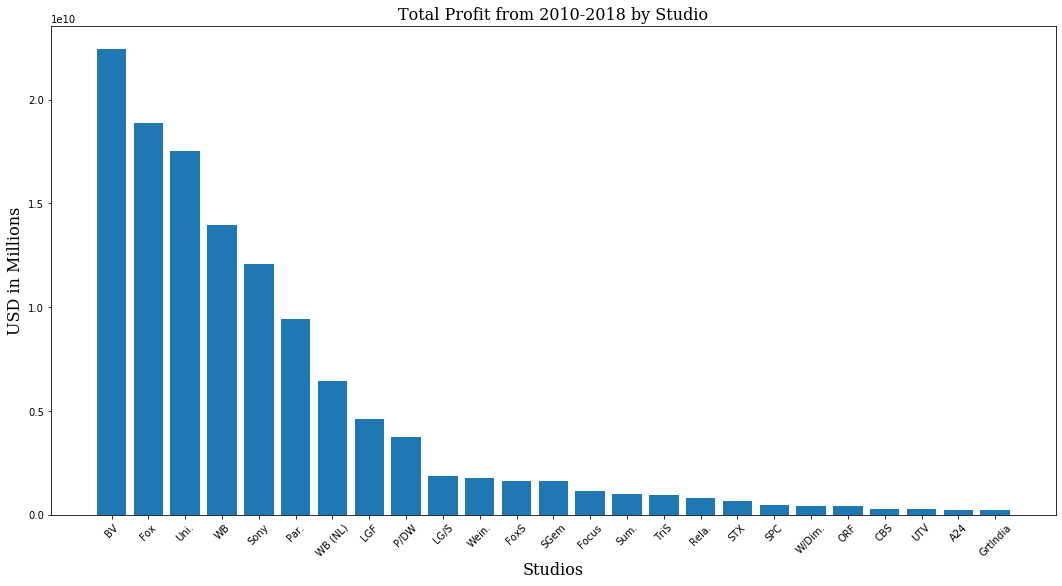 Total Profit from 2010-2018 by Studio
1e10
USD in Millions
2.0
1.5
1.0
0.5
0.0
BV Fox Uni. WB Sony Par. WB (NL) LGF P/DW LG/S Wein. FoxS SGem Focus Sum. TriS Rela. STX SPC W/Dim. ORF CBS UTV A24 GrtIndia
Studios